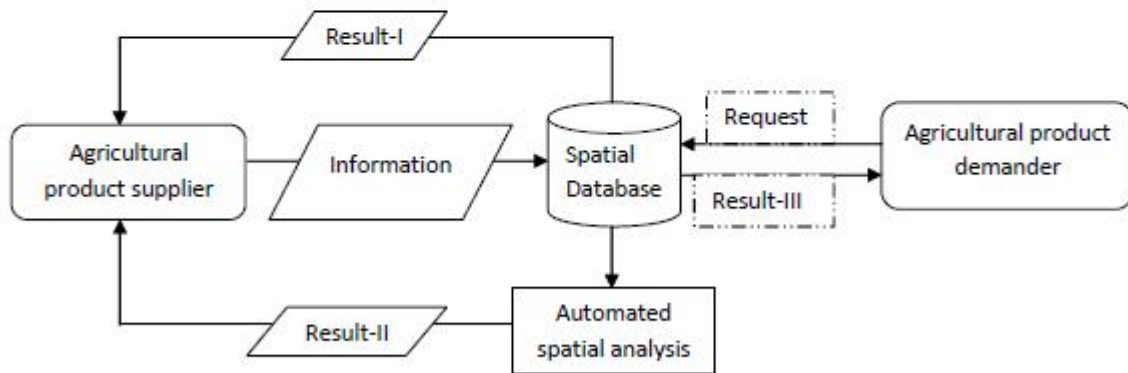 Result-I
Agricultural
product supplier
Information
Spatial
Database
Request
Result-III
Agricultural product
demander
Result-II
Automated
spatial analysis